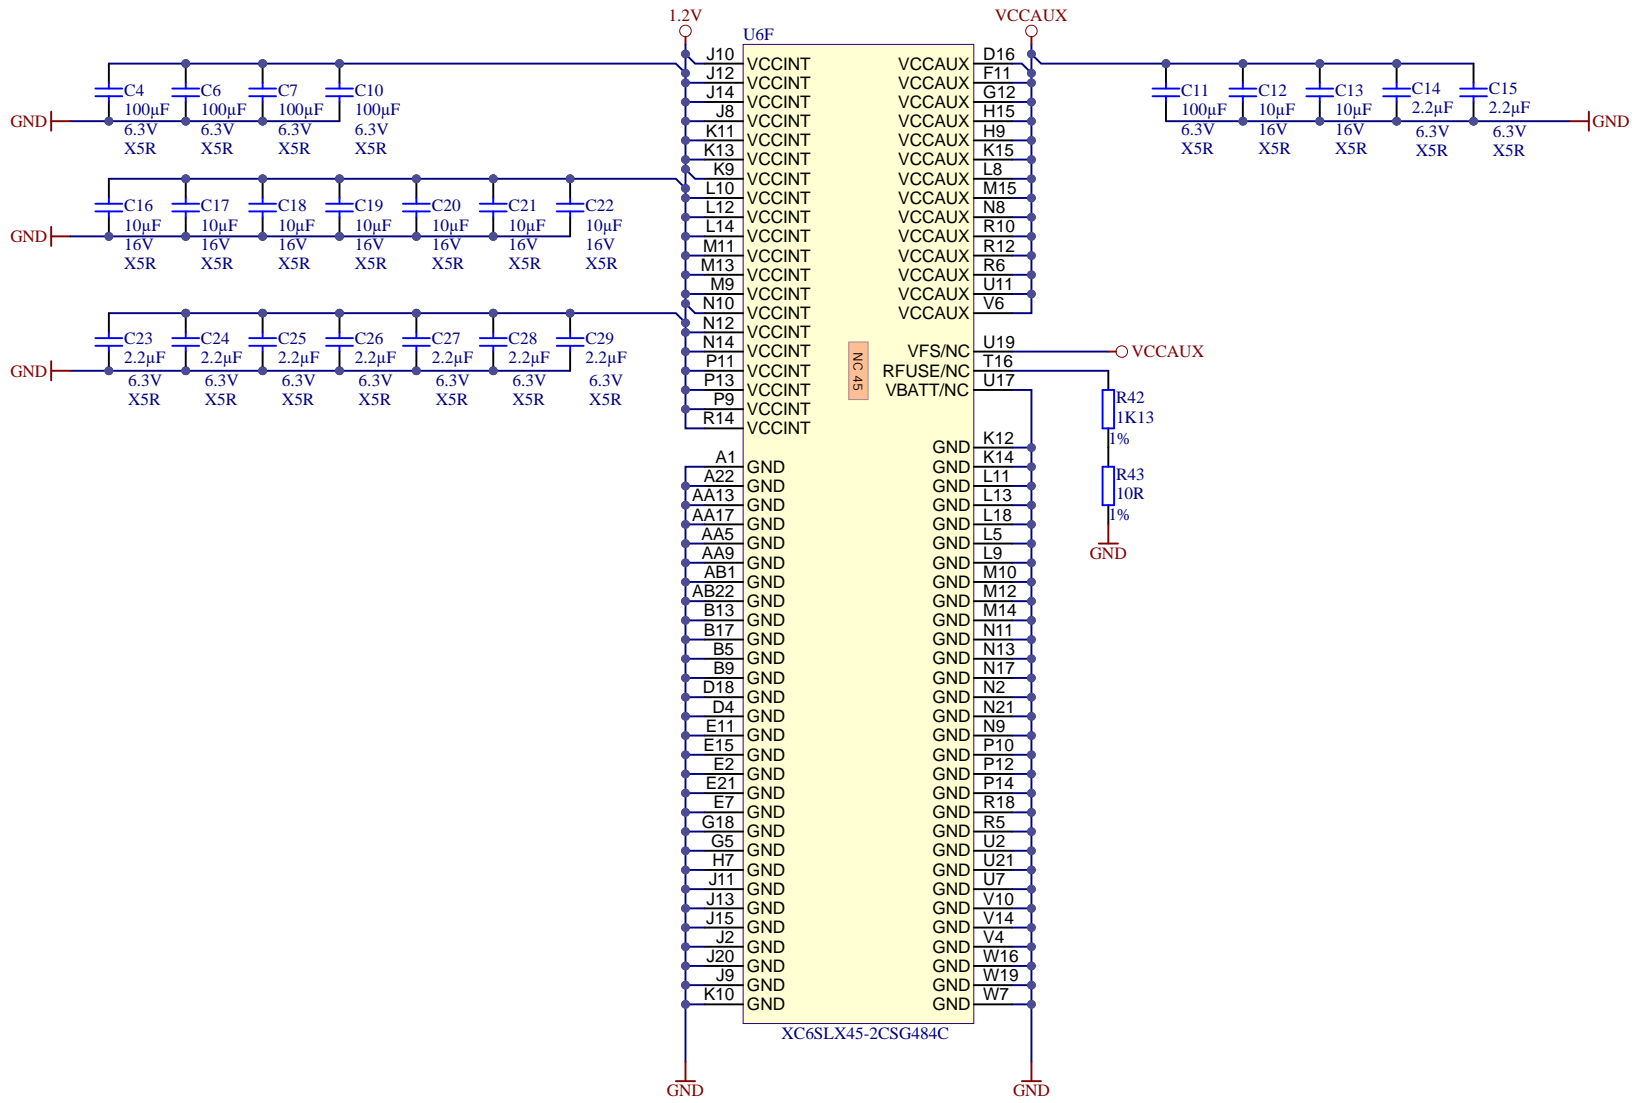 1.2V
VCCAUX
U6F
J10 VCCINT
J12 VCCINT
J14 VCCINT
J8 VCCINT
K11 VCCINT
K13 VCCINT
K9 VCCINT
L10 VCCINT
L12 VCCINT
L14 VCCINT
M11 VCCINT
M13 VCCINT
M9 VCCINT
N10 VCCINT
N12 VCCINT
N14 VCCINT
P11 VCCINT
P13 VCCINT
P9 VCCINT
R14 VCCINT
A1 GND
A22 GND
AA13 GND
AA17 GND
AA5 GND
AA9 GND
AB1 GND
AB22 GND
B13 GND
B17 GND
B5 GND
B9 GND
D18 GND
D4 GND
E11 GND
E15 GND
E2 GND
E21 GND
E7 GND
G18 GND
G5 GND
H7 GND
J11 GND
J13 GND
J15 GND
J2 GND
J20 GND
J9 GND
K10 GND
VCCAUX D16
VCCAUX F11
VCCAUX G12
VCCAUX H15
VCCAUX H9
VCCAUX K15
VCCAUX L8
VCCAUX M15
VCCAUX N8
VCCAUX R10
VCCAUX R12
VCCAUX R6
VCCAUX U11
VCCAUX V6
VFS/NC U19
RFUSE/NC T16
VBATT/NC U17
GND K12
GND K14
GND L11
GND L13
GND L18
GND L5
GND L9
GND M10
GND M12
GND M14
GND N11
GND N13
GND N17
GND N2
GND N21
GND N9
GND P10
GND P12
GND P14
GND R18
GND R5
GND U2
GND U21
GND U7
GND V10
GND V14
GND V4
GND W16
GND W19
GND W7
NC 45
XC6SLX45-2CSG484C
GND
GND
GND
C4 C6 C7 C10
100µF 100µF 100µF 100µF
6.3V 6.3V 6.3V 6.3V
X5R X5R X5R X5R
GND
C16 C17 C18 C19 C20 C21 C22
10µF 10µF 10µF 10µF 10µF 10µF 10µF
16V 16V 16V 16V 16V 16V 16V
X5R X5R X5R X5R X5R X5R X5R
GND
C23 C24 C25 C26 C27 C28 C29
2.2µF 2.2µF 2.2µF 2.2µF 2.2µF 2.2µF 2.2µF
6.3V 6.3V 6.3V 6.3V 6.3V 6.3V 6.3V
X5R X5R X5R X5R X5R X5R X5R
C11 C12 C13 C14 C15
100µF 10µF 10µF 2.2µF 2.2µF
6.3V 16V 16V 6.3V 6.3V
X5R X5R X5R X5R X5R
GND
VCCAUX
R42
1K13
1%
R43
10R
1%
GND